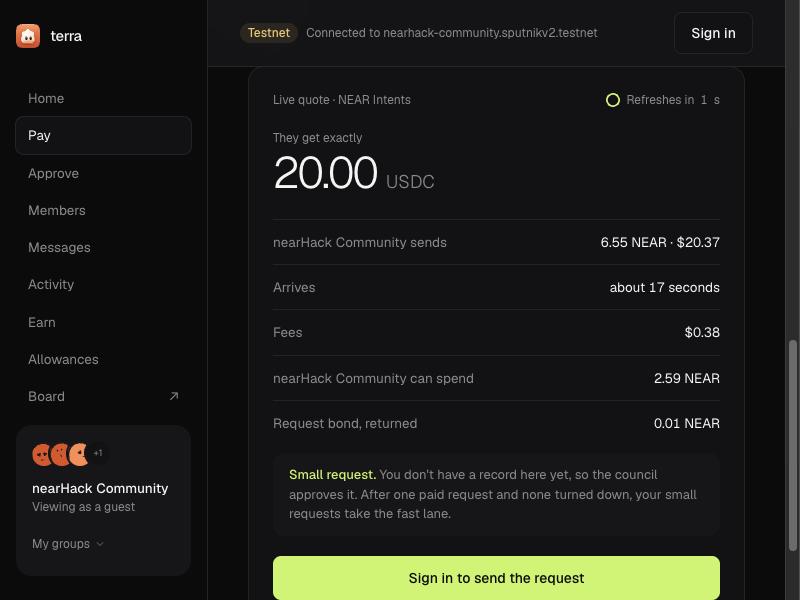 terra
Testnet Connected to nearhack-community.sputnikv2.testnet
Sign in
Home
Pay
Approve
Members
Messages
Activity
Earn
Allowances
Board
+1
nearHack Community
Viewing as a guest
My groups
Live quote · NEAR Intents
Refreshes in 1 s
They get exactly
20.00 USDC
nearHack Community sends 6.55 NEAR · $20.37
Arrives about 17 seconds
Fees $0.38
nearHack Community can spend 2.59 NEAR
Request bond, returned 0.01 NEAR
Small request. You don't have a record here yet, so the council
approves it. After one paid request and none turned down, your small
requests take the fast lane.
Sign in to send the request